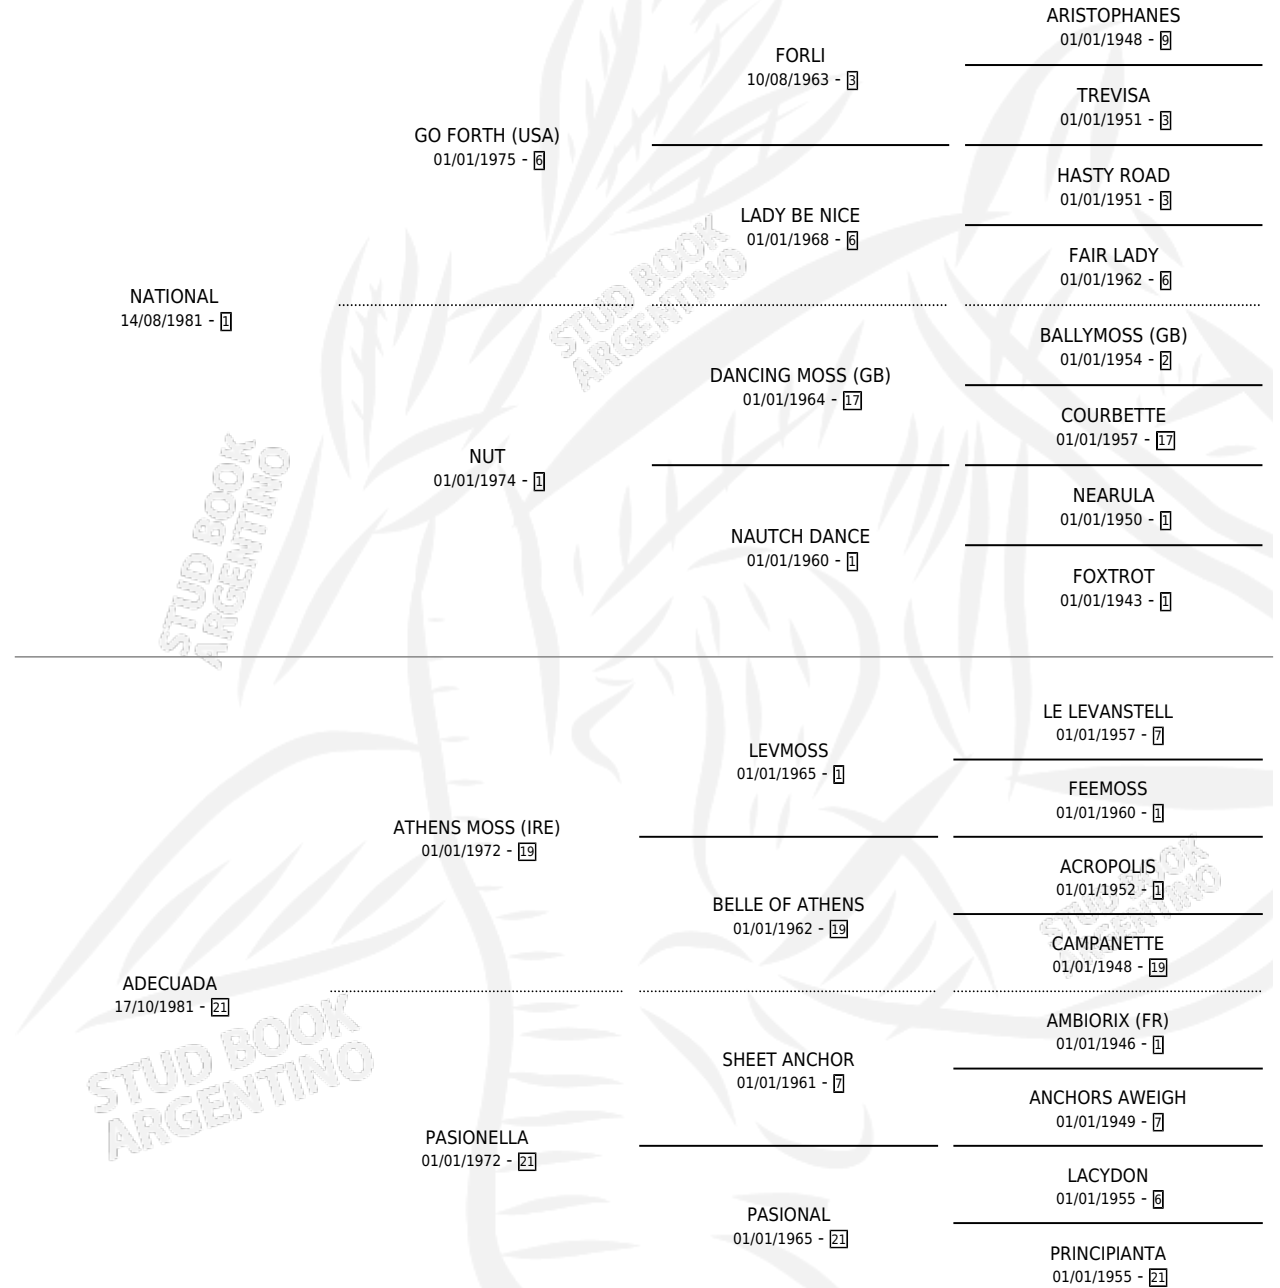 ARISTOPHANES
01/01/1948 - 9
FORLI
10/08/1963 - 3
TREVISA
01/01/1951 - 3
GO FORTH (USA)
01/01/1975 - 6
HASTY ROAD
01/01/1951 - 3
LADY BE NICE
01/01/1968 - 6
FAIR LADY
01/01/1962 - 6
NATIONAL
14/08/1981 - 1
STUD BOOK
ARGENTINO
BALLYMOSS (GB)
01/01/1954 - 2
DANCING MOSS (GB)
01/01/1964 - 17
COURBETTE
01/01/1957 - 17
NUT
01/01/1974 - 1
NEARULA
01/01/1950 - 1
NAUTCH DANCE
01/01/1960 - 1
FOXTROT
01/01/1943 - 1
STUD BOOK
ARGENTINO
LE LEVANSTELL
01/01/1957 - 7
LEVMOSS
01/01/1965 - 1
FEEMOSS
01/01/1960 - 1
ATHENS MOSS (IRE)
01/01/1972 - 19
ACROPOLIS
01/01/1952 - 1
BELLE OF ATHENS
01/01/1962 - 19
STUD BOOK
ARGENTINO
CAMPANETTE
01/01/1948 - 19
ADECUADA
17/10/1981 - 21
STUD BOOK
ARGENTINO
AMBIORIX (FR)
01/01/1946 - 1
SHEET ANCHOR
01/01/1961 - 7
ANCHORS AWEIGH
01/01/1949 - 7
PASIONELLA
01/01/1972 - 21
LACYDON
01/01/1955 - 6
PASIONAL
01/01/1965 - 21
PRINCIPIANTA
01/01/1955 - 21